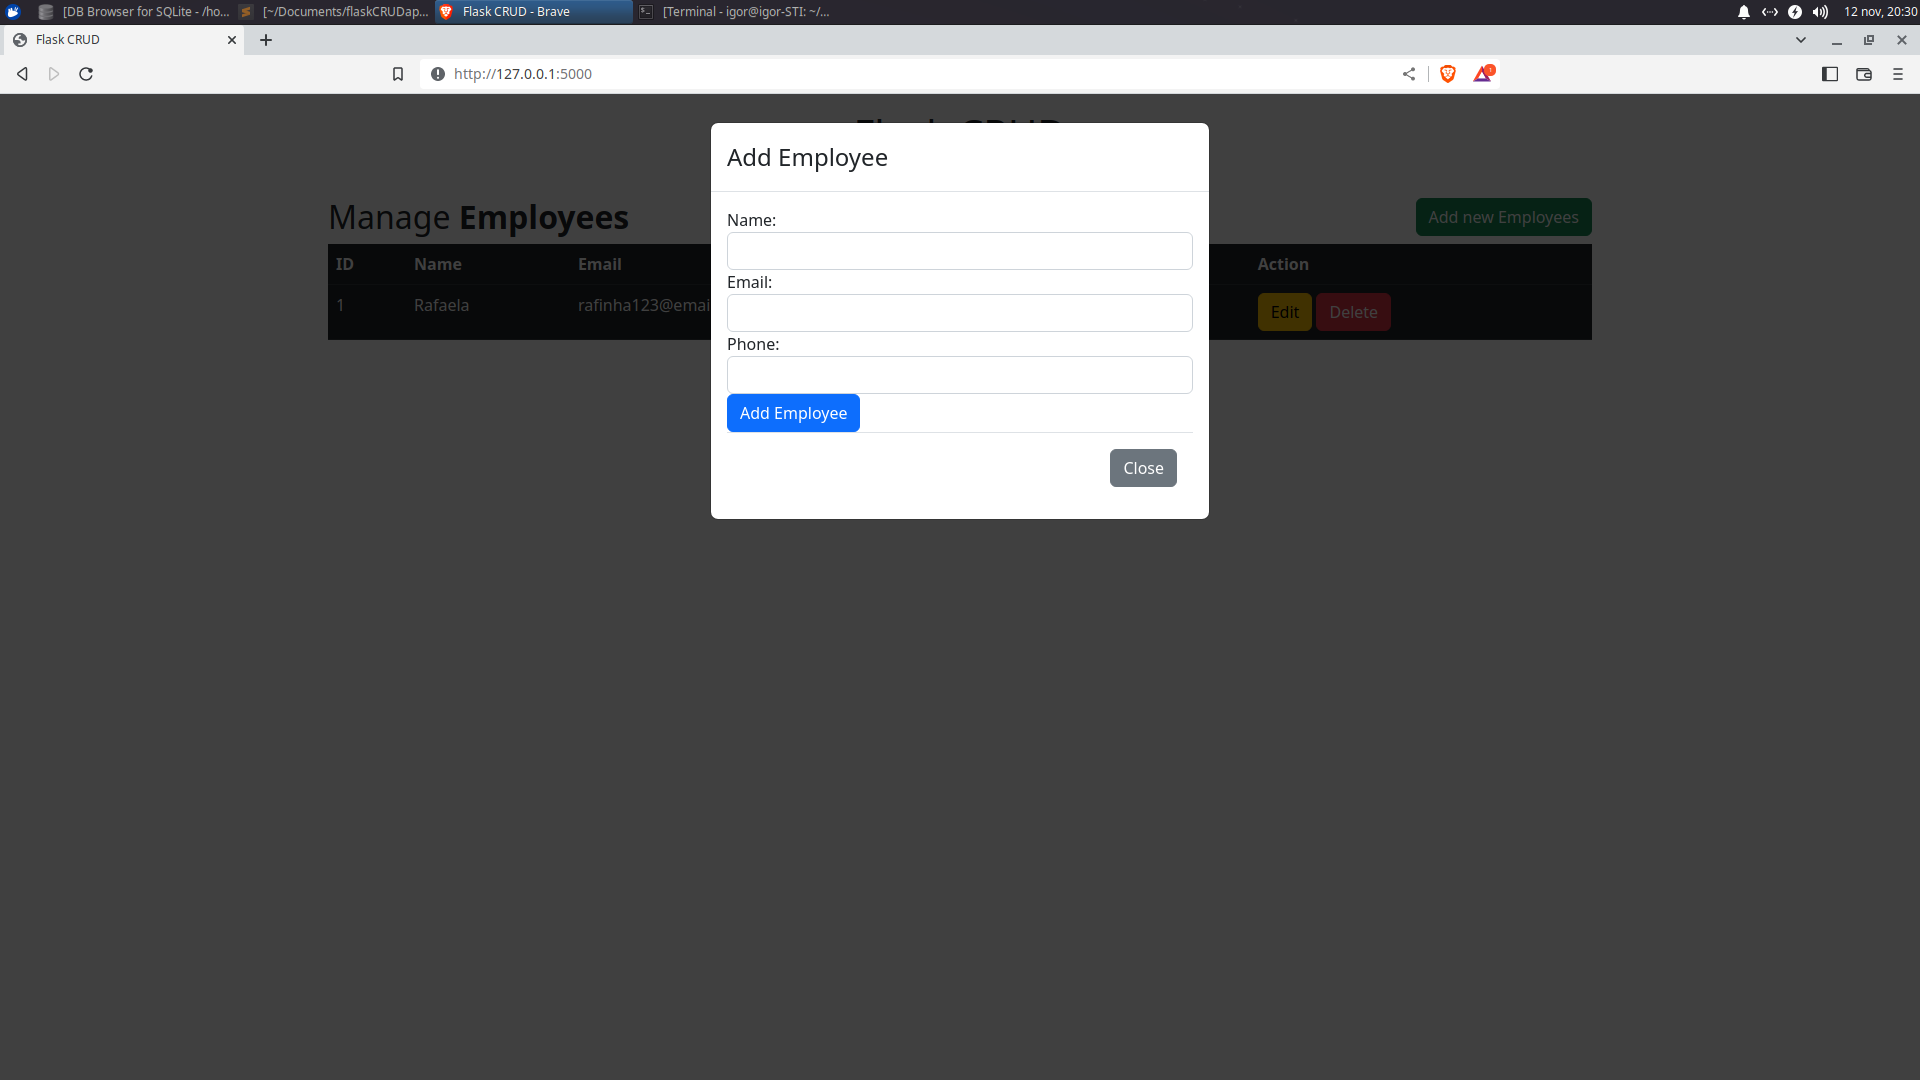 [DB Browser for SQLite - /ho...
[~/Documents/flaskCRUDap...
Flask CRUD - Brave
[Terminal - igor@igor-STI: ~/...
12 nov, 20:30
Flask CRUD
http://127.0.0.1:5000
1
Add Employee
Manage Employees
Add new Employees
Name:
ID
Name
Email
Action
Email:
1
Rafaela
rafinha123@emai
Edit
Delete
Phone:
Add Employee
Close